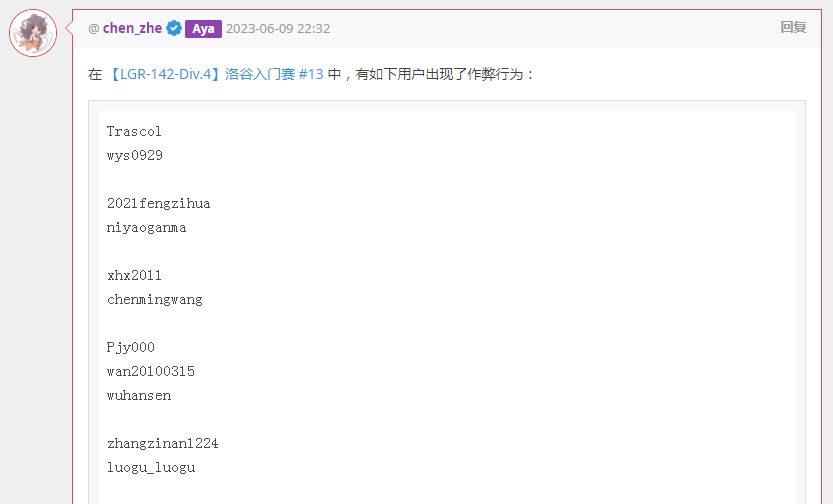 @ chen_zhe Aya 2023-06-09 22:32 回复
在 【LGR-142-Div.4】洛谷入门赛 #13 中，有如下用户出现了作弊行为：
Trascol
wys0929
2021fengzihua
niyaoganma
xhx2011
chenmingwang
Pjy000
wan20100315
wuhansen
zhangzinan1224
luogu_luogu